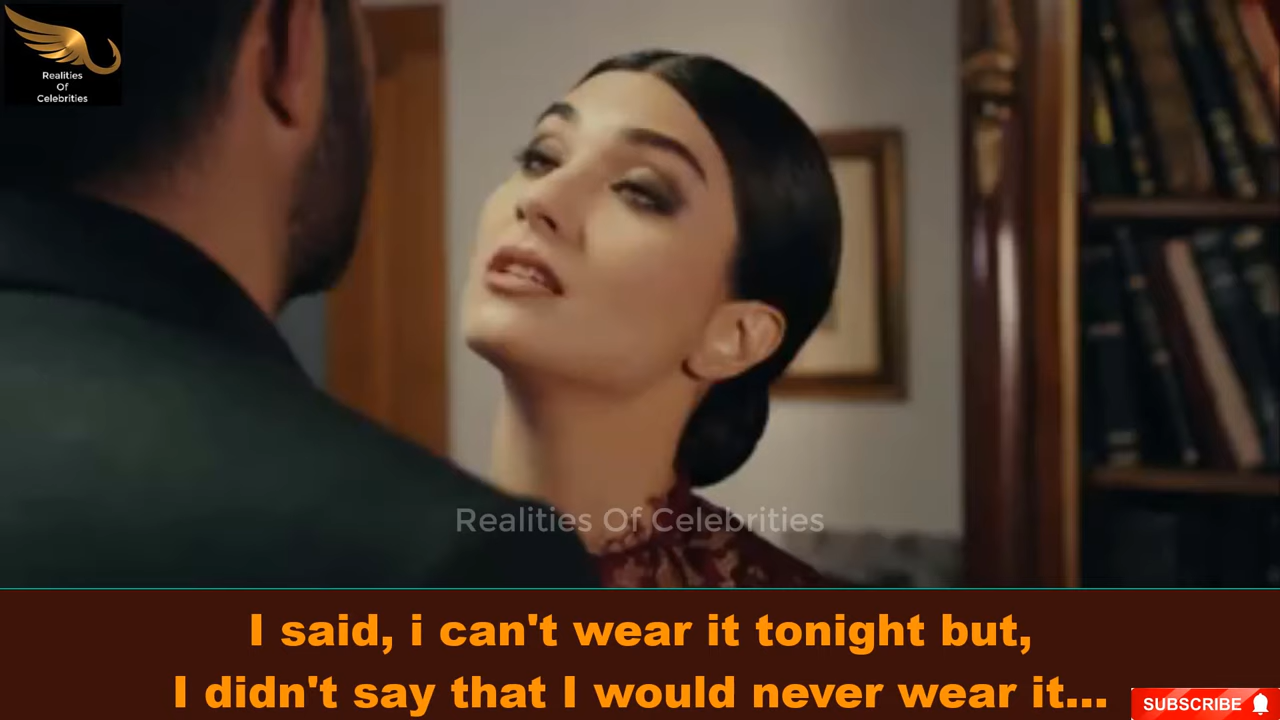 Realities
Of
Celebrities
Realities Of Celebrities
I said, i can't wear it tonight but,
I didn't say that I would never wear it...
SUBSCRIBE